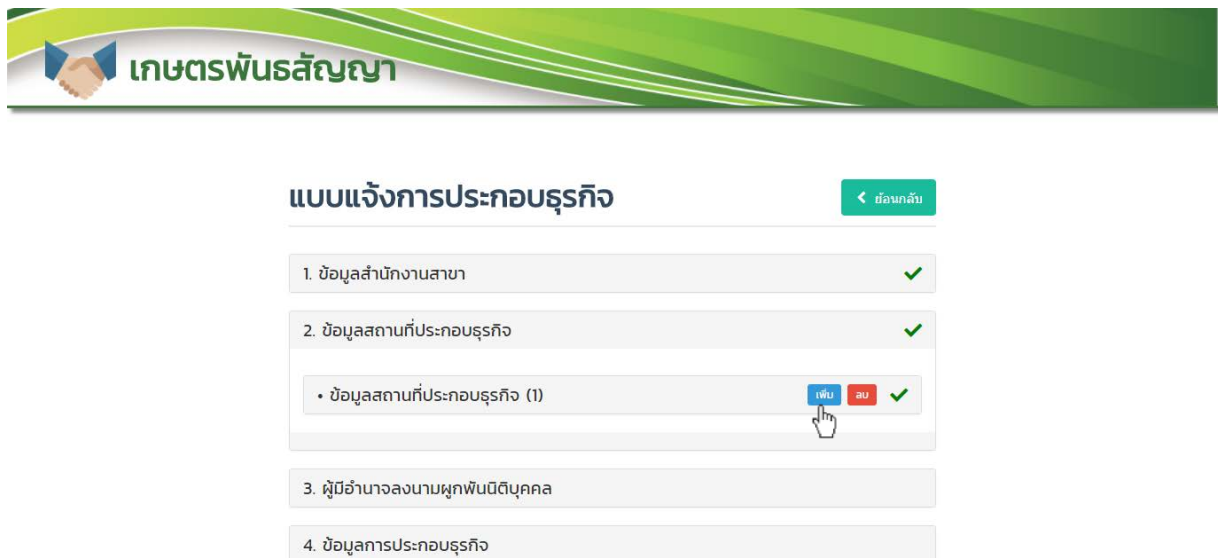 เกษตรพันธสัญญา
แบบแจ้งการประกอบธุรกิจ
ย้อนกลับ
1. ข้อมูลสำนักงานสาขา
2. ข้อมูลสถานที่ประกอบธุรกิจ
• ข้อมูลสถานที่ประกอบธุรกิจ (1) เพิ่ม ลบ
3. ผู้มีอำนาจลงนามผูกพันนิติบุคคล
4. ข้อมูลการประกอบธุรกิจ